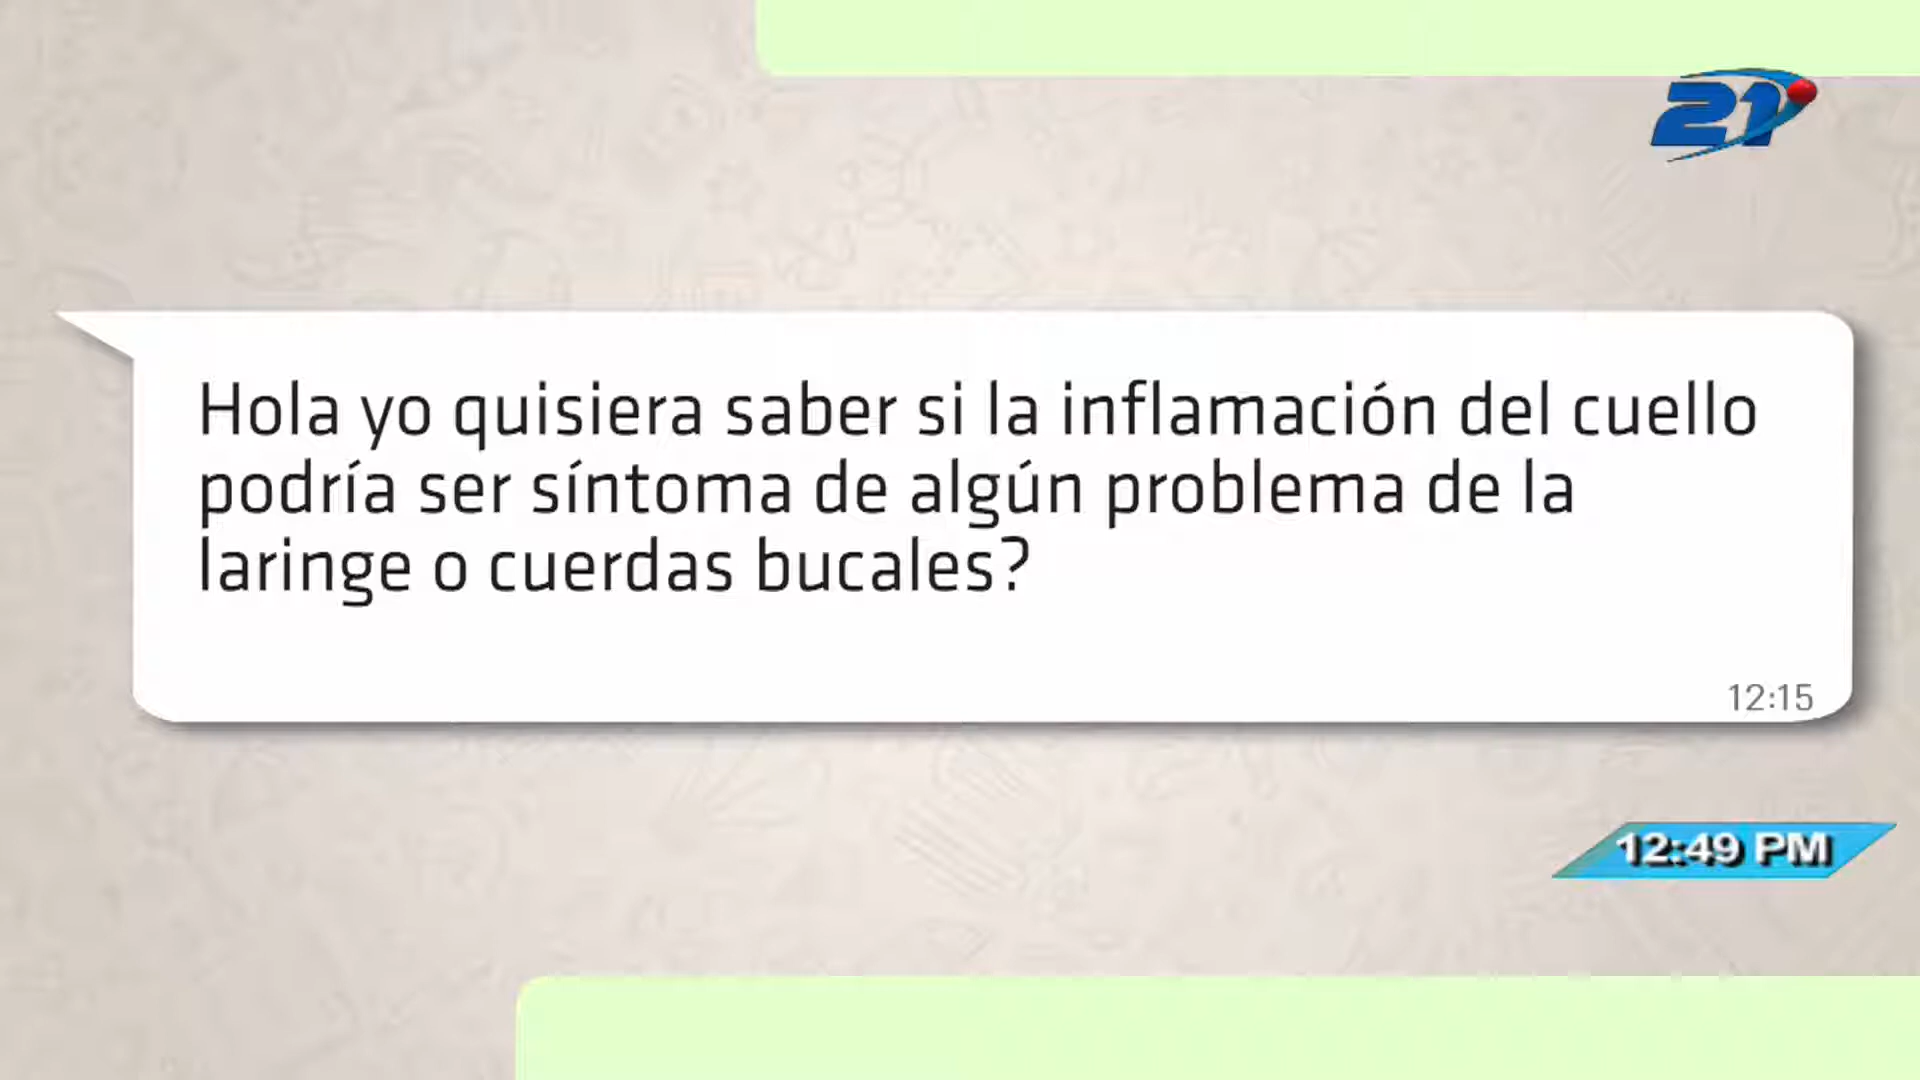 21
Hola yo quisiera saber si la inflamación del cuello
podría ser síntoma de algún problema de la
laringe o cuerdas bucales?
12:15
12:49 PM